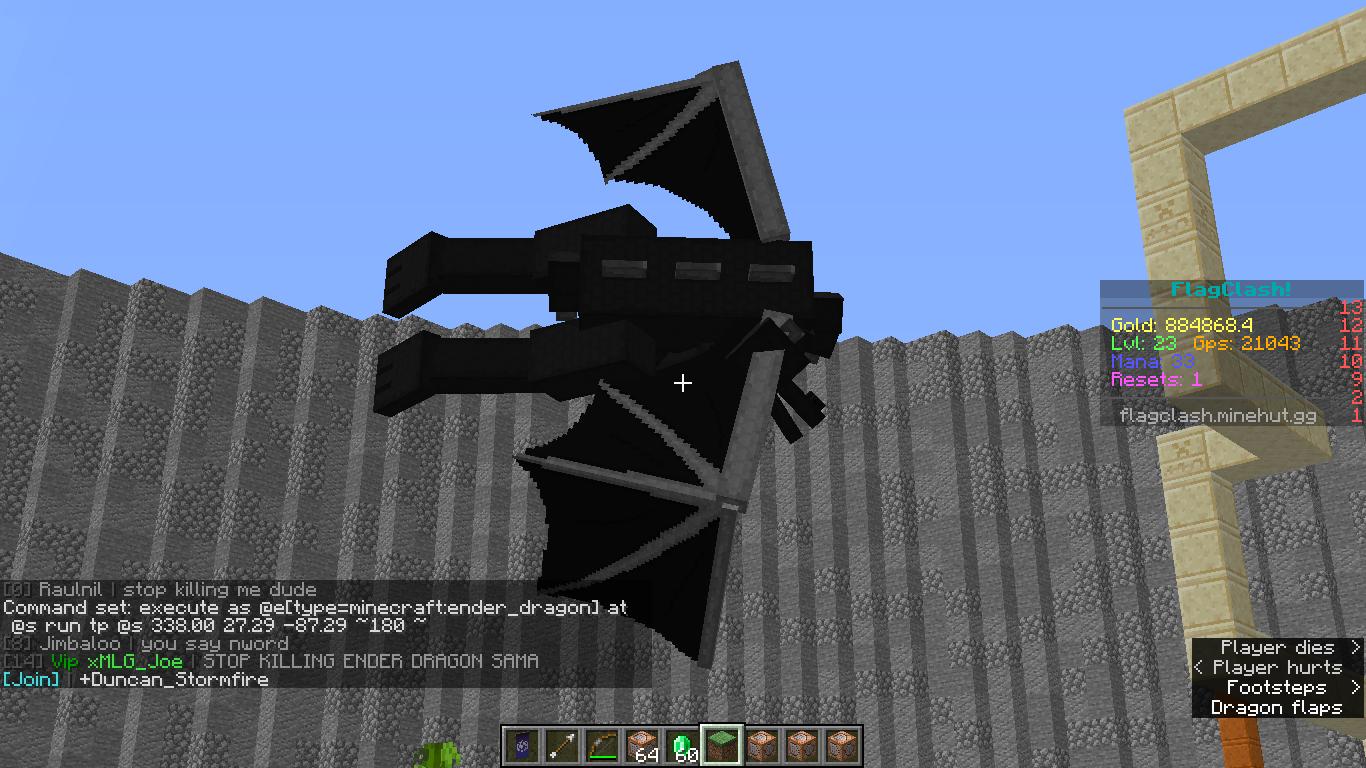 FlagClash!
13
Gold: 884868.4
12
Lvl: 23 Gps: 21043
11
Mana: 33
10
Resets: 1
9
2
flagclash.minehut.gg
1
[0] Raulnil | stop killing me dude
Command set: execute as @e[type=minecraft:ender_dragon] at
@s run tp @s 338.00 27.29 -87.29 ~180 ~
[8] Jimbaloo | you say nword
[14] Vip xMLG_Joe | STOP KILLING ENDER DRAGON SAMA
[Join] | +Duncan_Stormfire
Player dies >
< Player hurts
Footsteps >
Dragon flaps
64
60